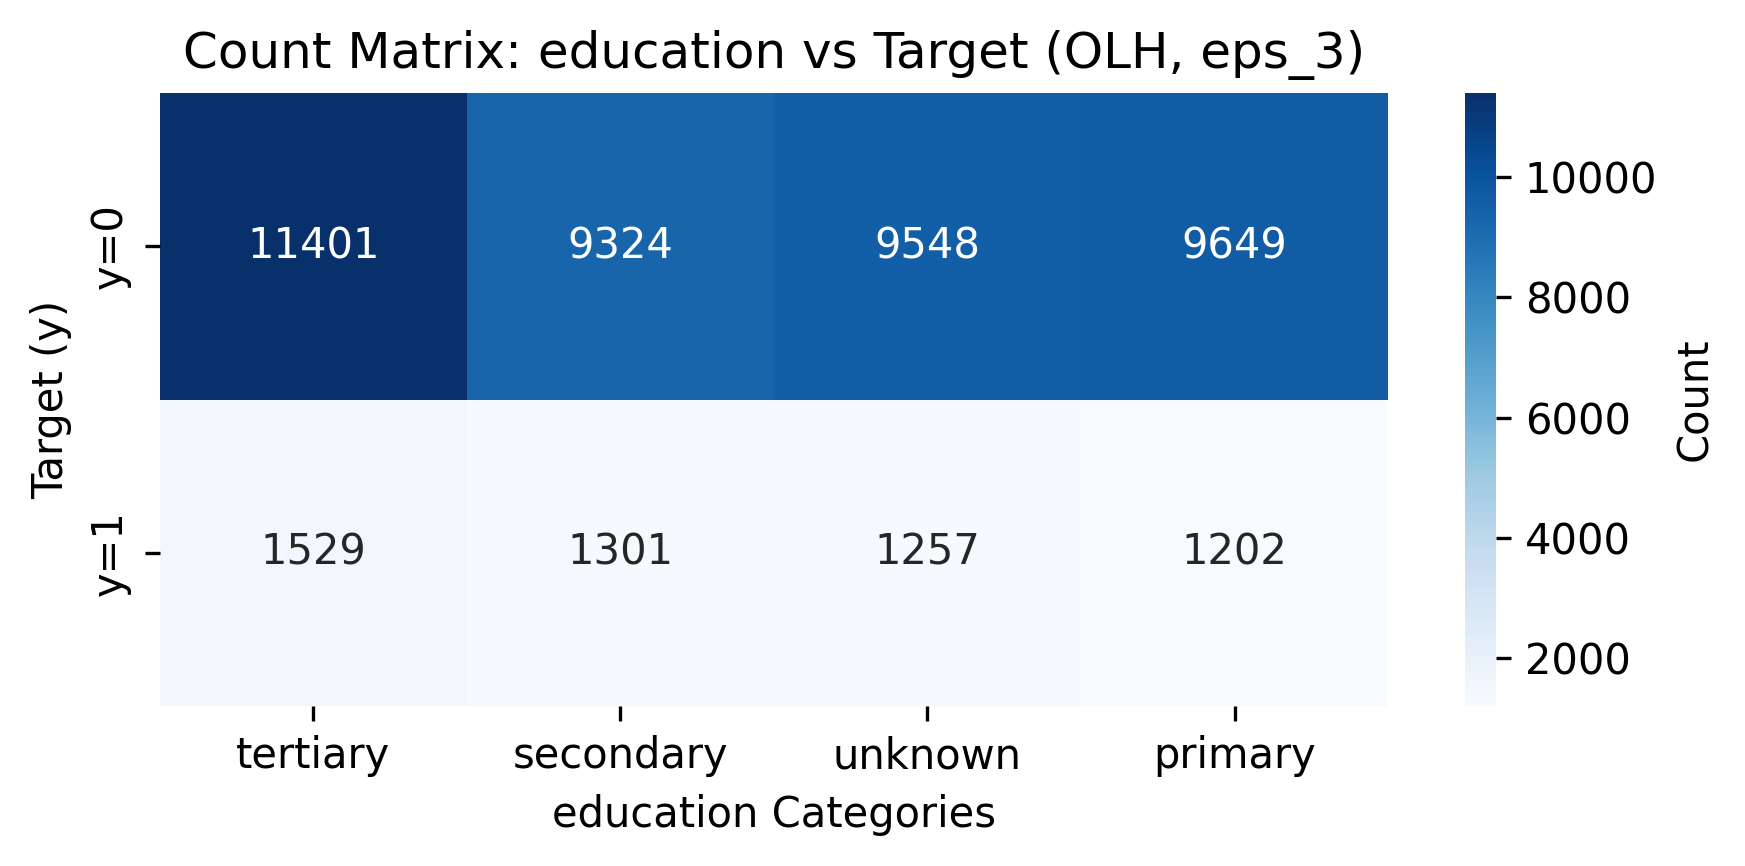 Count Matrix: education vs Target (OLH, eps_3)
Target (y)
y=0
11401 9324 9548 9649
y=1
1529 1301 1257 1202
tertiary secondary unknown primary
education Categories
10000
8000
6000
4000
2000
Count